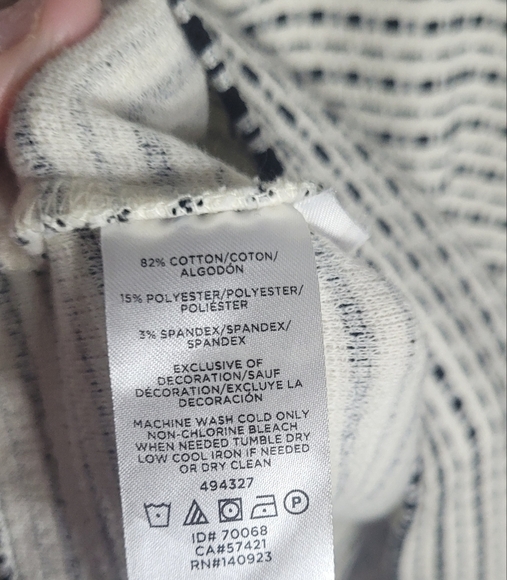 82% COTTON/COTON/
ALGODÓN
15% POLYESTER/POLYESTER/
POLIÉSTER
3% SPANDEX/SPANDEX/
SPANDEX
EXCLUSIVE OF
DECORATION/SAUF
DÉCORATION/EXCLUYE LA
DECORACIÓN
MACHINE WASH COLD ONLY
NON-CHLORINE BLEACH
WHEN NEEDED TUMBLE DRY
LOW COOL IRON IF NEEDED
OR DRY CLEAN
494327
P
ID# 70068
CA#57421
RN#140923